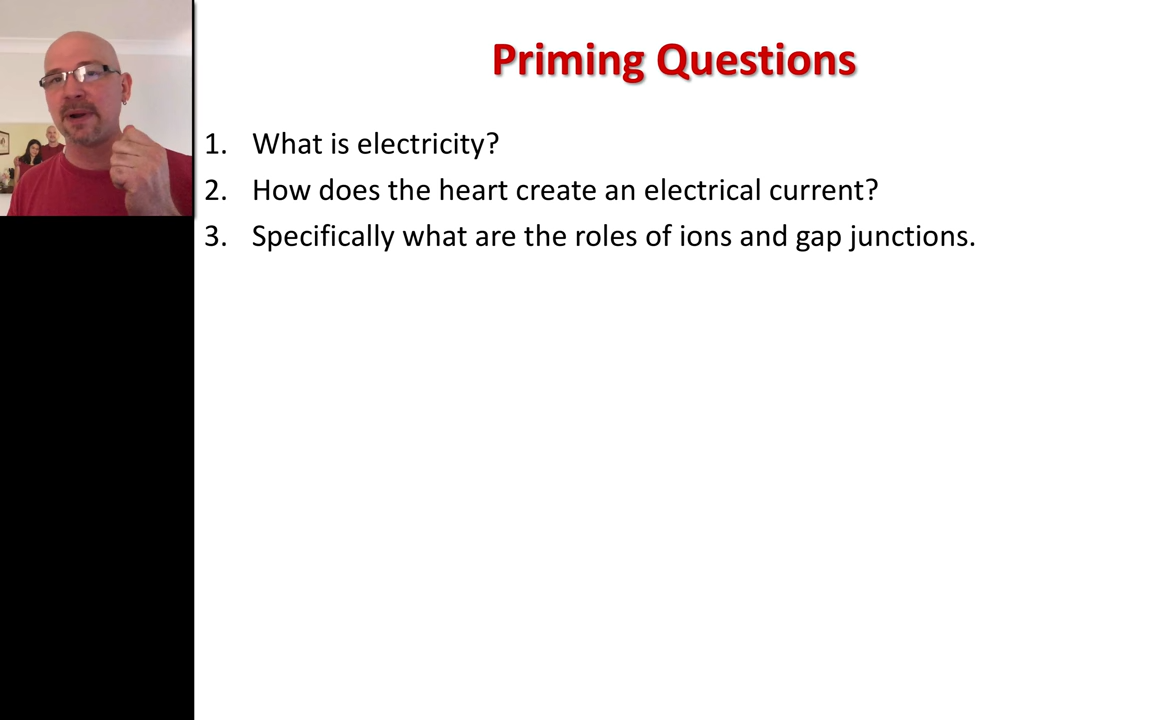 Priming Questions
1. What is electricity?
2. How does the heart create an electrical current?
3. Specifically what are the roles of ions and gap junctions.